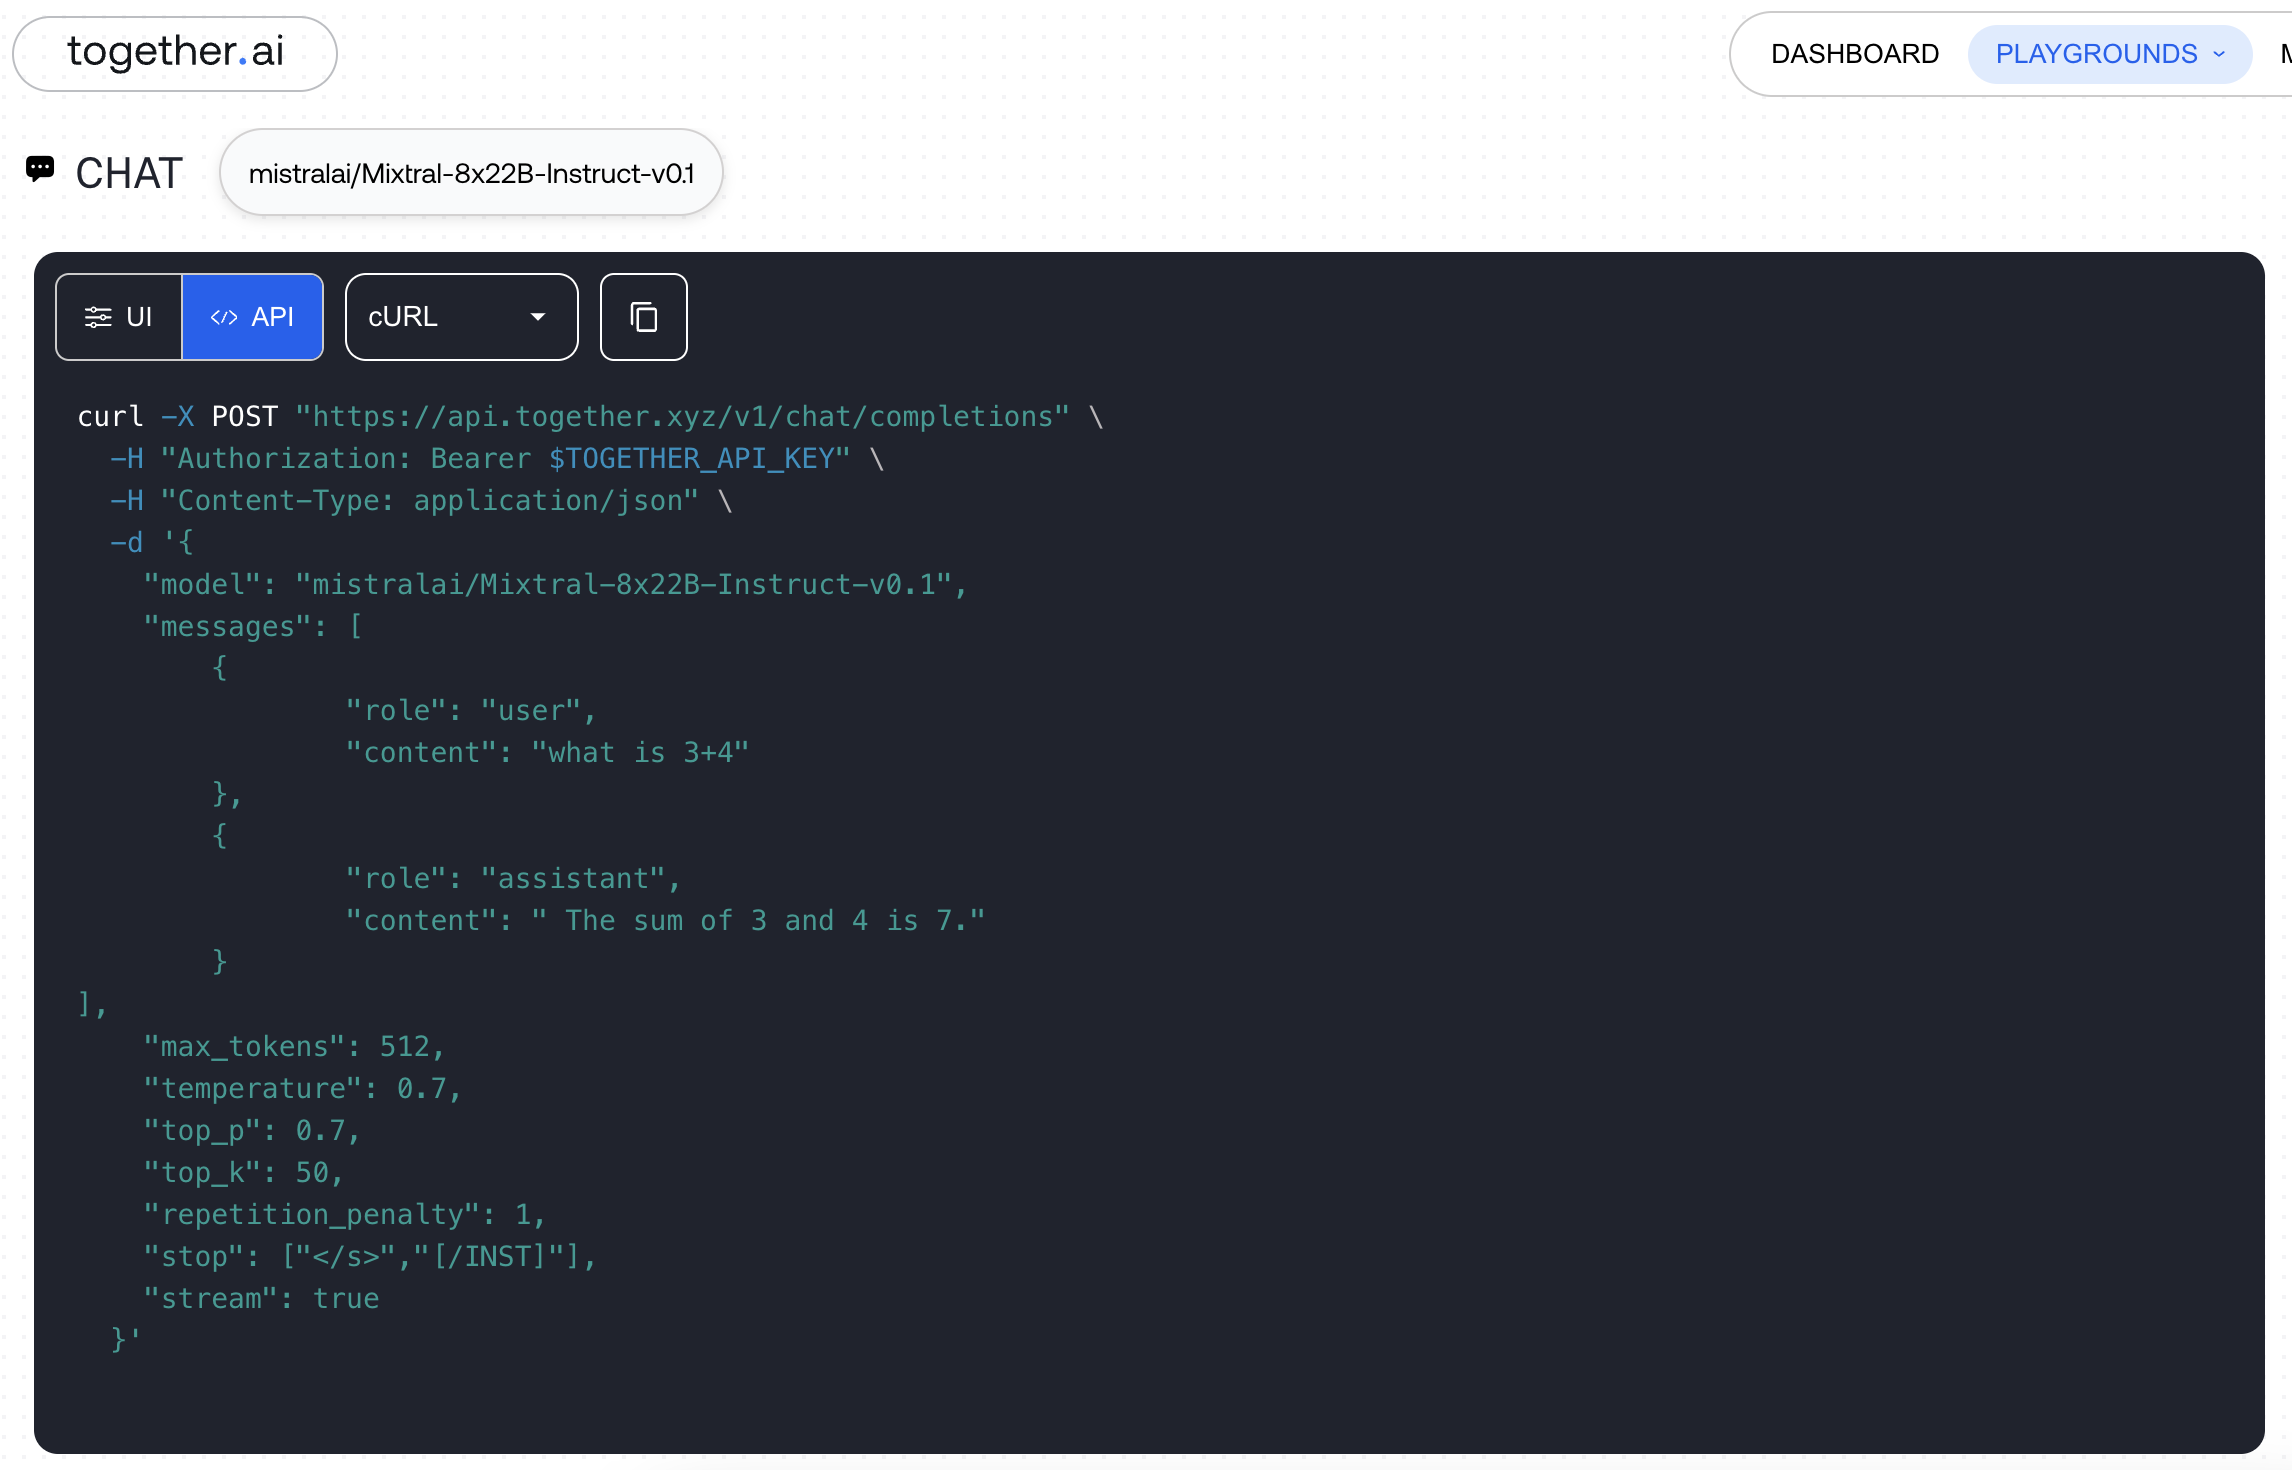 together.ai
DASHBOARD PLAYGROUNDS
CHAT mistralai/Mixtral-8x22B-Instruct-v0.1
UI API cURL
curl -X POST "https://api.together.xyz/v1/chat/completions" \
  -H "Authorization: Bearer $TOGETHER_API_KEY" \
  -H "Content-Type: application/json" \
  -d '{
    "model": "mistralai/Mixtral-8x22B-Instruct-v0.1",
    "messages": [
        {
                "role": "user",
                "content": "what is 3+4"
        },
        {
                "role": "assistant",
                "content": " The sum of 3 and 4 is 7."
        }
],
    "max_tokens": 512,
    "temperature": 0.7,
    "top_p": 0.7,
    "top_k": 50,
    "repetition_penalty": 1,
    "stop": ["</s>","[/INST]"],
    "stream": true
  }'